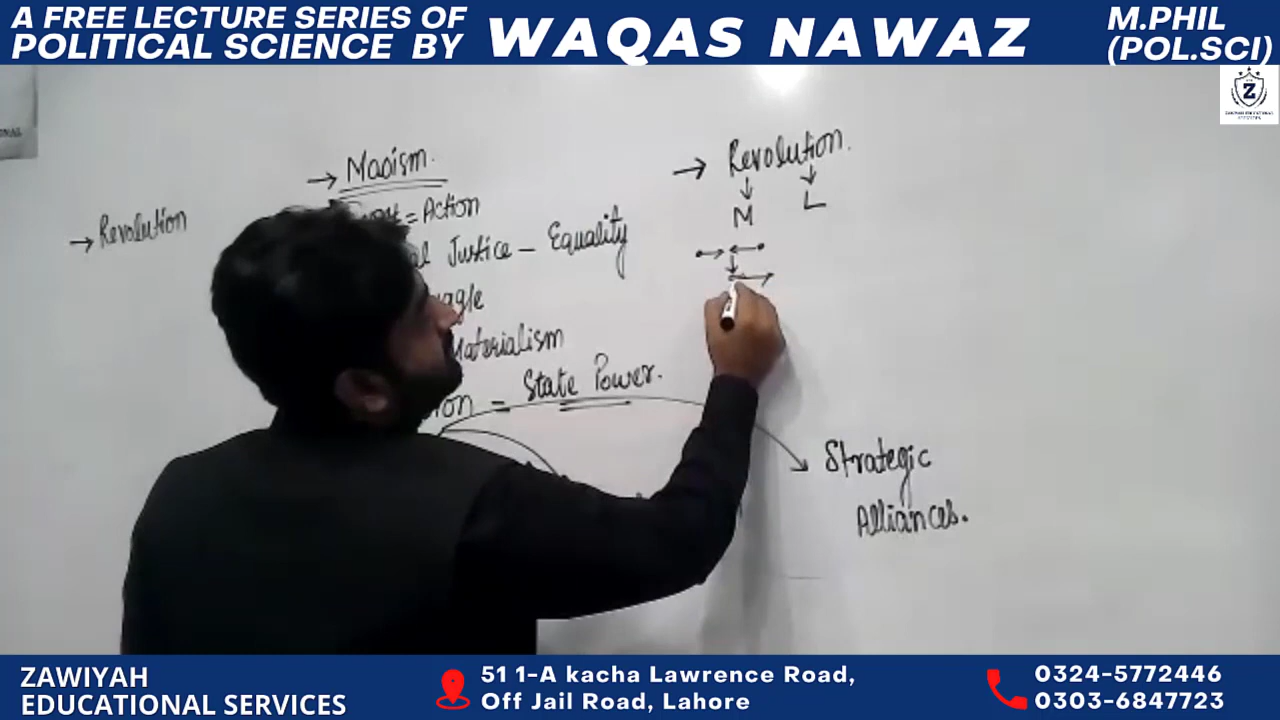 A FREE LECTURE SERIES OF
POLITICAL SCIENCE BY
WAQAS NAWAZ
M.PHIL
(POL.SCI)
Z
→ Revolution
→ Maoism.
= Action
Justice – Equality
Materialism
– State Power.
→ Revolution.
M L
Strategic
Alliances.
ZAWIYAH
EDUCATIONAL SERVICES
51 1-A kacha Lawrence Road,
Off Jail Road, Lahore
0324-5772446
0303-6847723